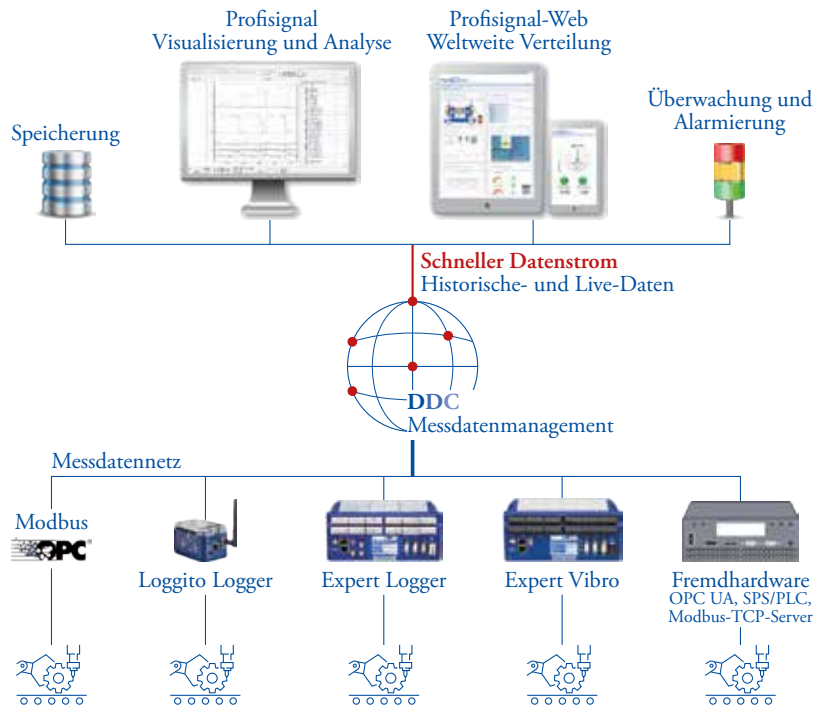 Profisignal
Visualisierung und Analyse
Profisignal-Web
Weltweite Verteilung
Überwachung und
Alarmierung
Speicherung
Schneller Datenstrom
Historische- und Live-Daten
DDC
Messdatenmanagement
Messdatennetz
Modbus
OPC®
Loggito Logger
Expert Logger
Expert Vibro
Fremdhardware
OPC UA, SPS/PLC,
Modbus-TCP-Server